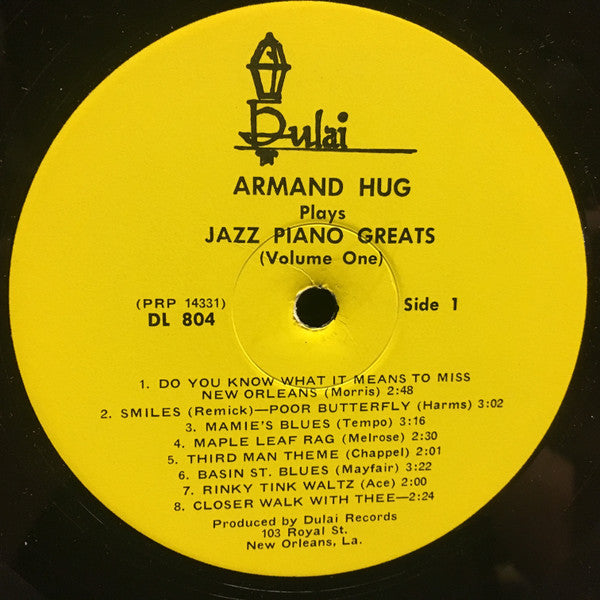 Dulai
ARMAND HUG
Plays
JAZZ PIANO GREATS
(Volume One)
(PRP 14331)
DL 804
Side 1
1. DO YOU KNOW WHAT IT MEANS TO MISS
NEW ORLEANS (Morris) 2:48
2. SMILES (Remick)—POOR BUTTERFLY (Harms) 3:02
3. MAMIE'S BLUES (Tempo) 3:16
4. MAPLE LEAF RAG (Melrose) 2:30
5. THIRD MAN THEME (Chappel) 2:01
6. BASIN ST. BLUES (Mayfair) 3:22
7. RINKY TINK WALTZ (Ace) 2:00
8. CLOSER WALK WITH THEE—2:24
Produced by Dulai Records
103 Royal St.
New Orleans, La.